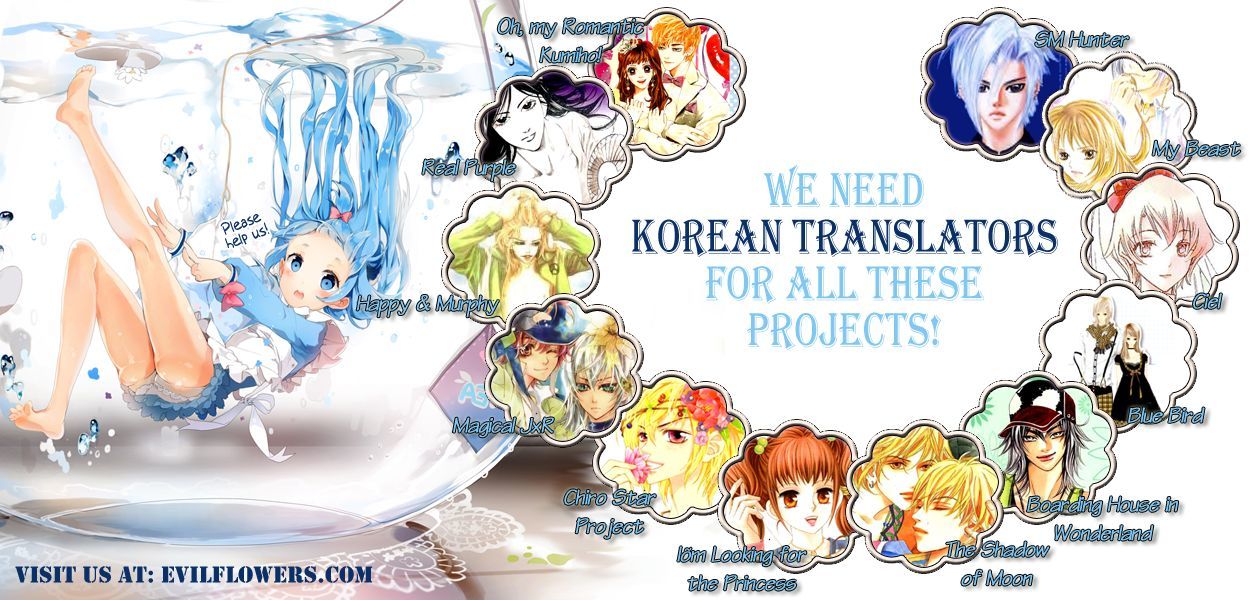 Oh, my Romantic
Kumiho!
Real Purple
Please
help us!
Happy & Murphy
Magical JxR
Chiro Star
Project
Iöm Looking for
the Princess
The Shadow
of Moon
Boarding House in
Wonderland
Blue Bird
Ciel
My Beast
SM Hunter
WE NEED
KOREAN TRANSLATORS
FOR ALL THESE
PROJECTS!
VISIT US AT: EVILFLOWERS.COM